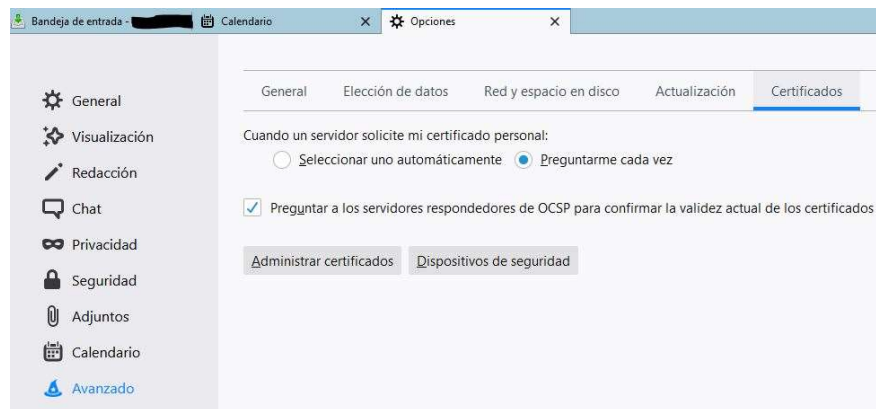 Bandeja de entrada - Calendario Opciones
General Elección de datos Red y espacio en disco Actualización Certificados
General
Visualización
Redacción
Chat
Privacidad
Seguridad
Adjuntos
Calendario
Avanzado
Cuando un servidor solicite mi certificado personal:
Seleccionar uno automáticamente Preguntarme cada vez
Preguntar a los servidores respondedores de OCSP para confirmar la validez actual de los certificados
Administrar certificados Dispositivos de seguridad